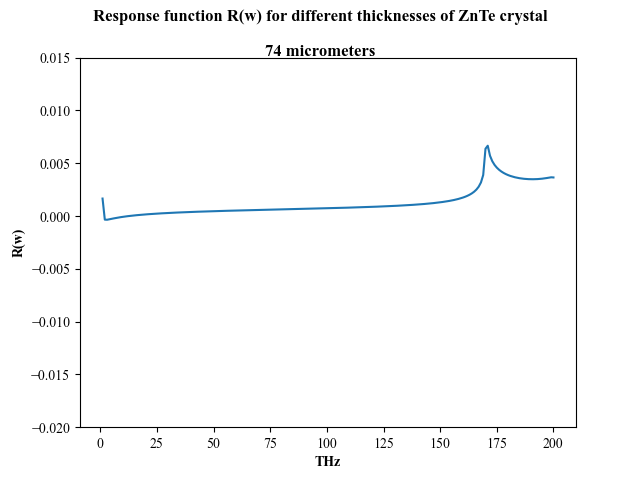 Response function R(w) for different thicknesses of ZnTe crystal
74 micrometers
0.015
0.010
0.005
0.000
−0.005
−0.010
−0.015
−0.020
R(w)
0 25 50 75 100 125 150 175 200
THz